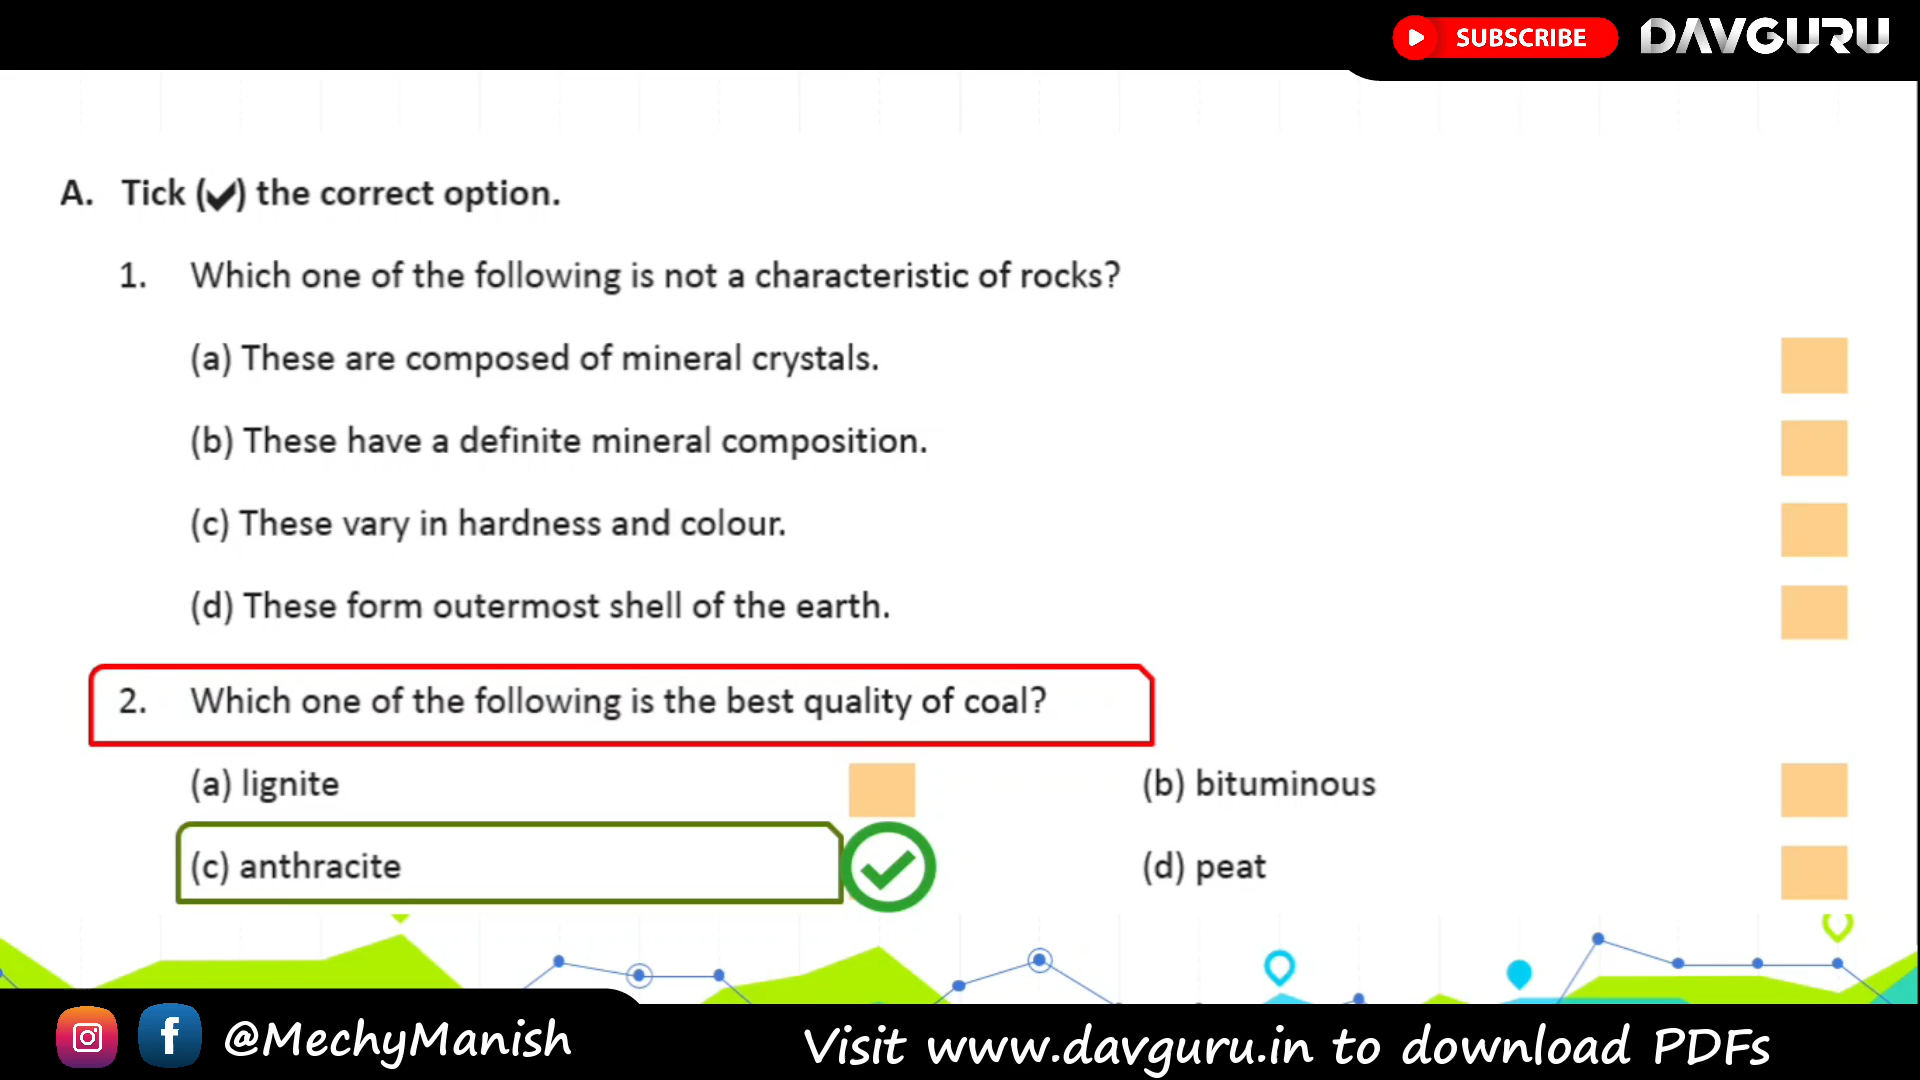 SUBSCRIBE DAVGURU
A. Tick (✔) the correct option.
1. Which one of the following is not a characteristic of rocks?
(a) These are composed of mineral crystals.
(b) These have a definite mineral composition.
(c) These vary in hardness and colour.
(d) These form outermost shell of the earth.
2. Which one of the following is the best quality of coal?
(a) lignite (b) bituminous
(c) anthracite (d) peat
@MechyManish Visit www.davguru.in to download PDFs